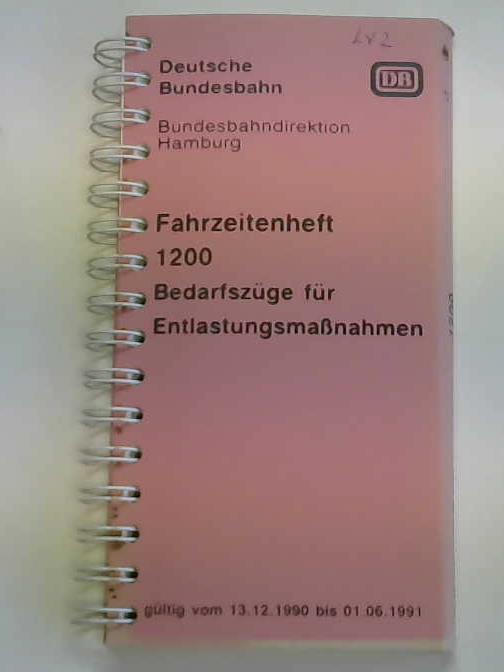 Deutsche
Bundesbahn
DB
Bundesbahndirektion
Hamburg
Fahrzeitenheft
1200
Bedarfszüge für
Entlastungsmaßnahmen
gültig vom 13.12.1990 bis 01.06.1991